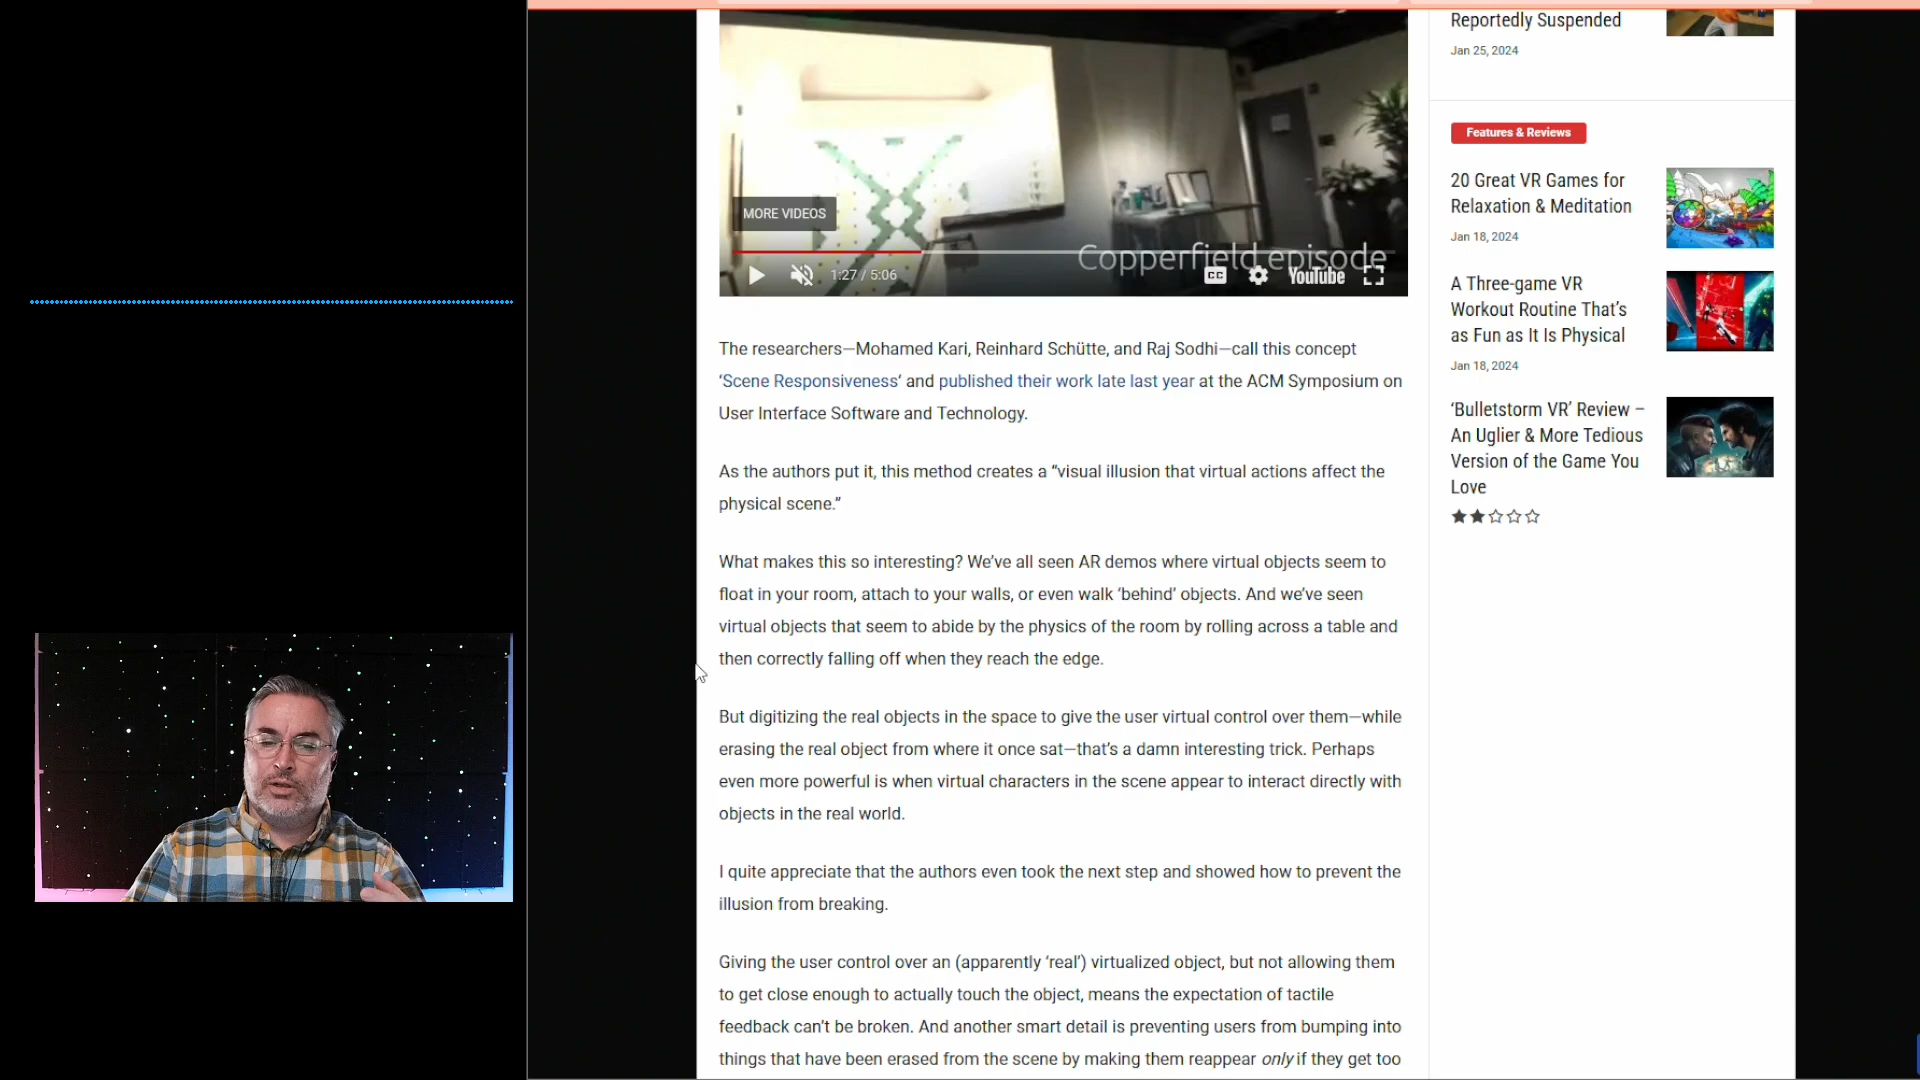 MORE VIDEOS
Copperfield episode
1:27 / 5:06
CC
YouTube
The researchers—Mohamed Kari, Reinhard Schütte, and Raj Sodhi—call this concept
‘Scene Responsiveness’ and published their work late last year at the ACM Symposium on
User Interface Software and Technology.
As the authors put it, this method creates a “visual illusion that virtual actions affect the
physical scene.”
What makes this so interesting? We’ve all seen AR demos where virtual objects seem to
float in your room, attach to your walls, or even walk ‘behind’ objects. And we’ve seen
virtual objects that seem to abide by the physics of the room by rolling across a table and
then correctly falling off when they reach the edge.
But digitizing the real objects in the space to give the user virtual control over them—while
erasing the real object from where it once sat—that’s a damn interesting trick. Perhaps
even more powerful is when virtual characters in the scene appear to interact directly with
objects in the real world.
I quite appreciate that the authors even took the next step and showed how to prevent the
illusion from breaking.
Giving the user control over an (apparently ‘real’) virtualized object, but not allowing them
to get close enough to actually touch the object, means the expectation of tactile
feedback can’t be broken. And another smart detail is preventing users from bumping into
things that have been erased from the scene by making them reappear only if they get too
Reportedly Suspended
Jan 25, 2024
Features & Reviews
20 Great VR Games for
Relaxation & Meditation
Jan 18, 2024
A Three-game VR
Workout Routine That’s
as Fun as It Is Physical
Jan 18, 2024
‘Bulletstorm VR’ Review –
An Uglier & More Tedious
Version of the Game You
Love